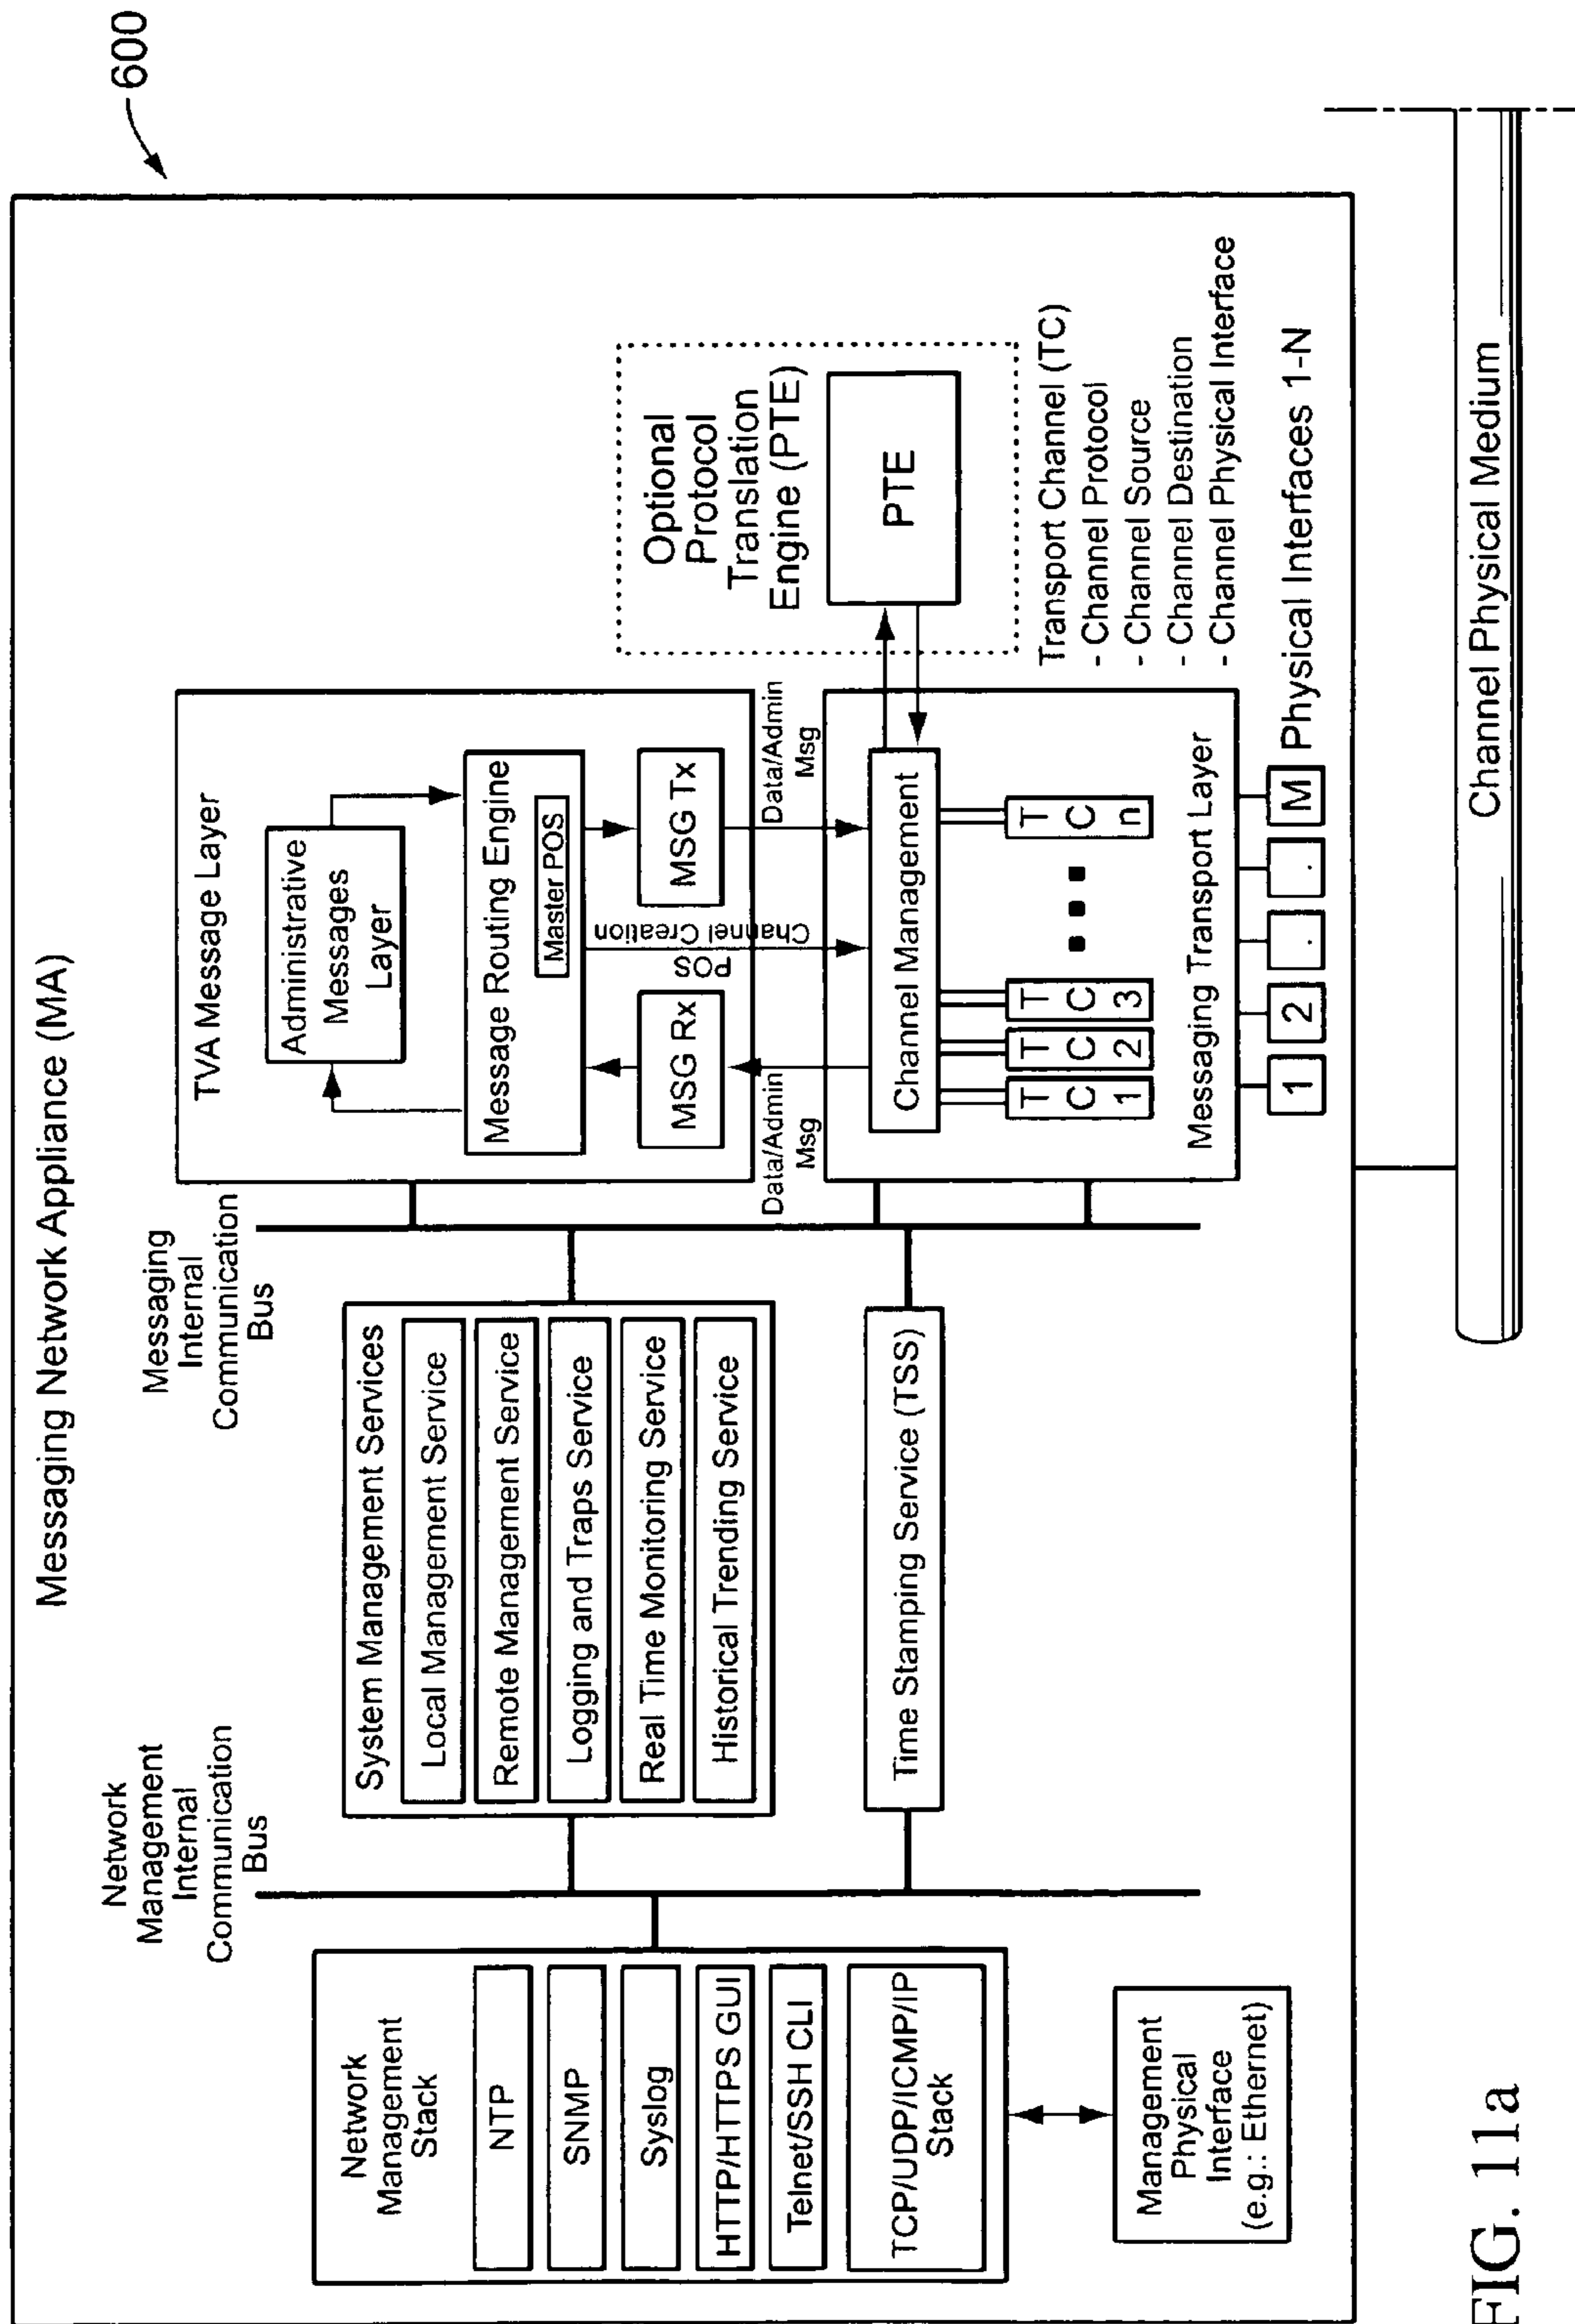 600
Messaging Network Appliance (MA)
Network
Management
Internal
Communication
Bus
Messaging
Internal
Communication
Bus
Network
Management
Stack
NTP
SNMP
Syslog
HTTP/HTTPS GUI
Telnet/SSH CLI
TCP/UDP/ICMP/IP
Stack
Management
Physical
Interface
(e.g.: Ethernet)
System Management Services
Local Management Service
Remote Management Service
Logging and Traps Service
Real Time Monitoring Service
Historical Trending Service
Time Stamping Service (TSS)
TVA Message Layer
Administrative
Messages
Layer
Message Routing Engine
Master POS
MSG Rx
MSG Tx
POS
Channel Creation
Data/Admin
Msg
Data/Admin
Msg
Channel Management
T C 1
T C 2
T C 3
T C n
Messaging Transport Layer
Optional
Protocol
Translation
Engine (PTE)
PTE
Transport Channel (TC)
- Channel Protocol
- Channel Source
- Channel Destination
- Channel Physical Interface
1 2 . . M Physical Interfaces 1-N
Channel Physical Medium
FIG. 11a